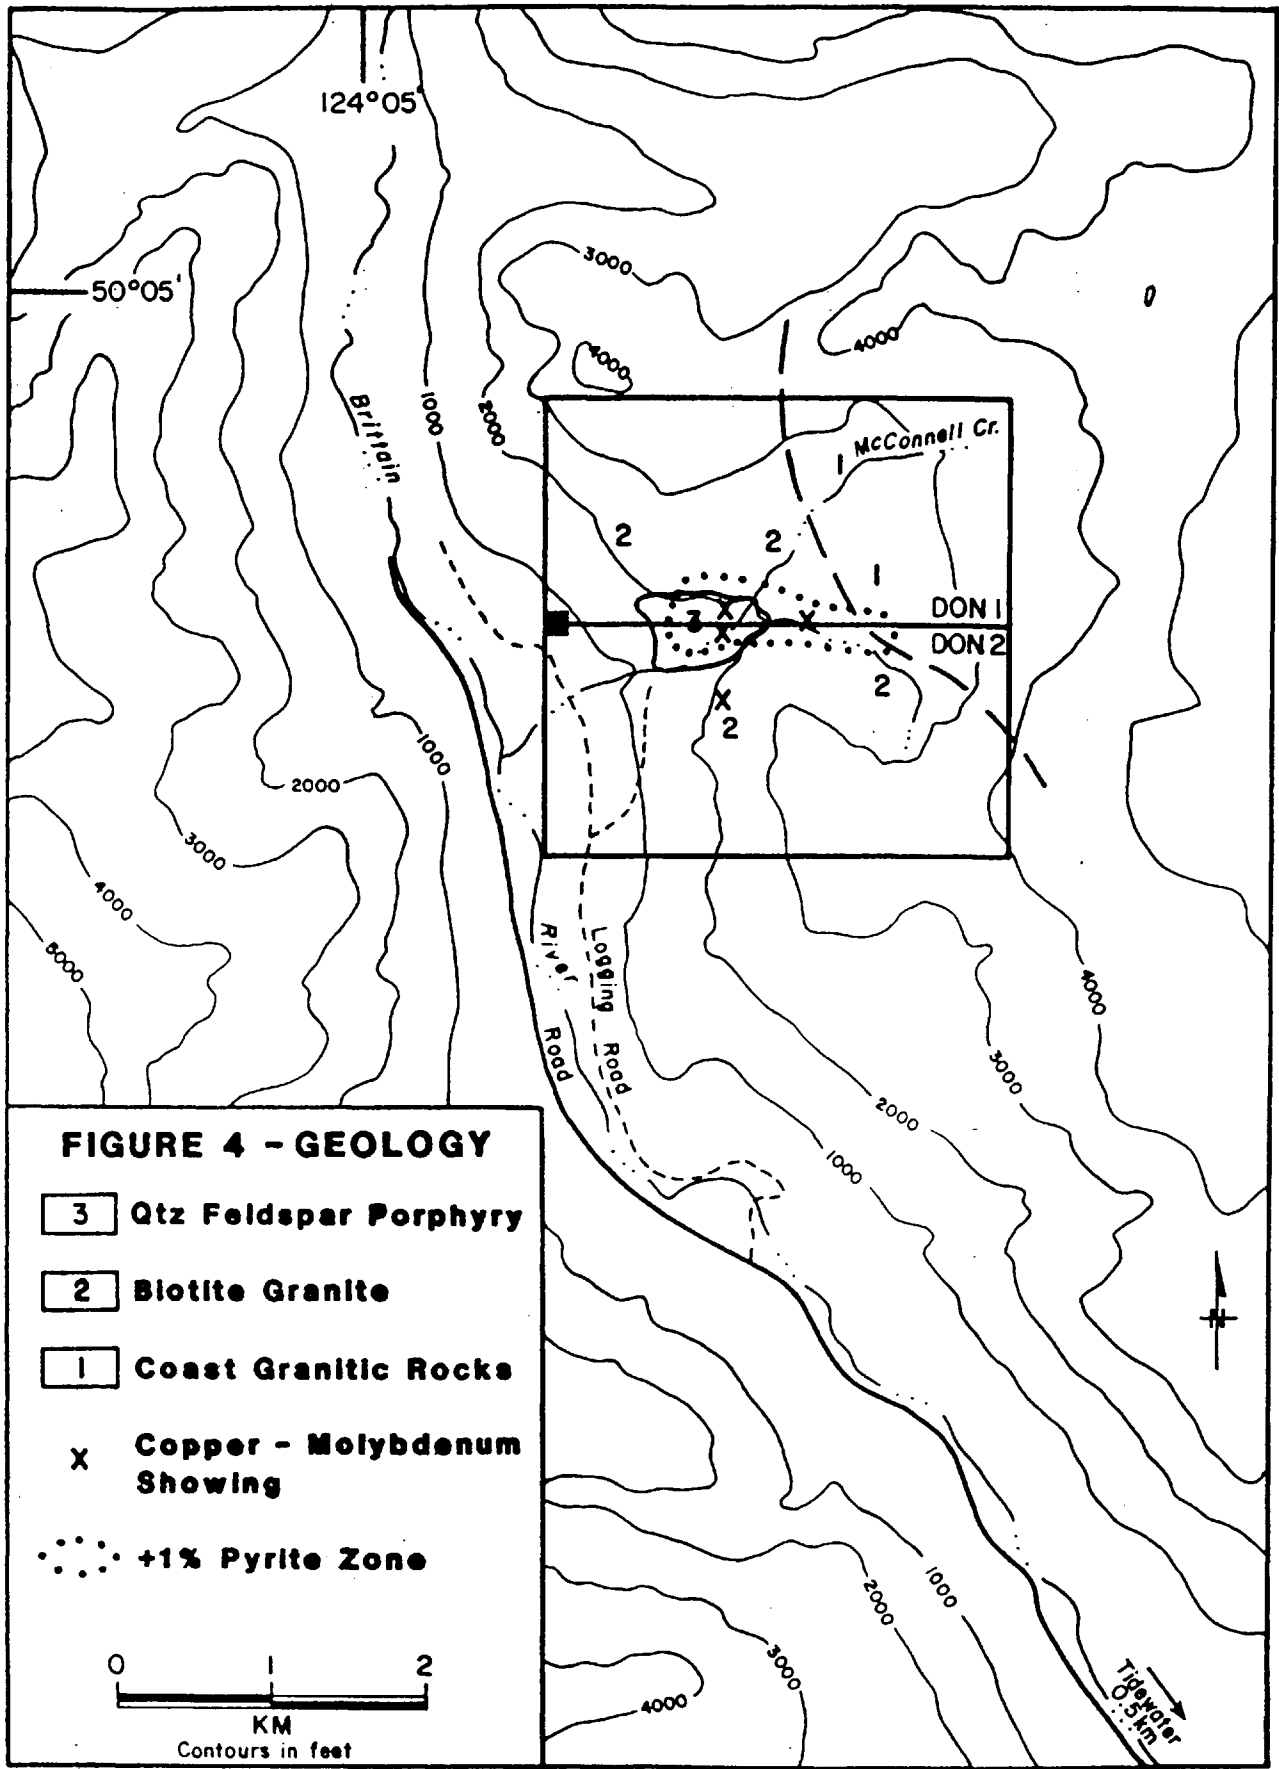 124°05'
50°05'
3000
4000
4000
Brittain
1000
2000
McConnell Cr.
1
2
2
1
DON 1
3
DON 2
2
2
1000
2000
3000
4000
5000
River
Road
Logging
Road
4000
3000
2000
1000
FIGURE 4 - GEOLOGY
3 Qtz Feldspar Porphyry
2 Biotite Granite
1 Coast Granitic Rocks
X Copper - Molybdenum
Showing
+1% Pyrite Zone
0 1 2
KM
Contours in feet
N
1000
2000
3000
4000
Tidewater
0.5km